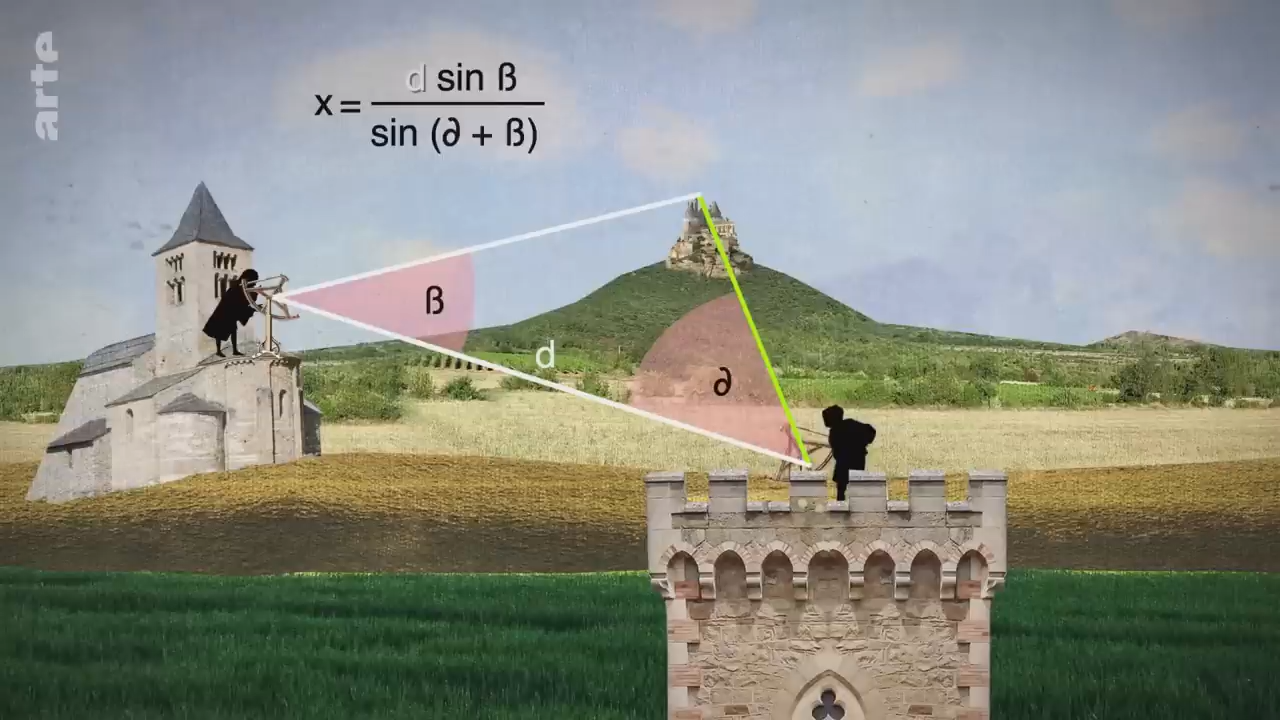 arte
x = d sin ß
sin (∂ + ß)
ß
d
∂